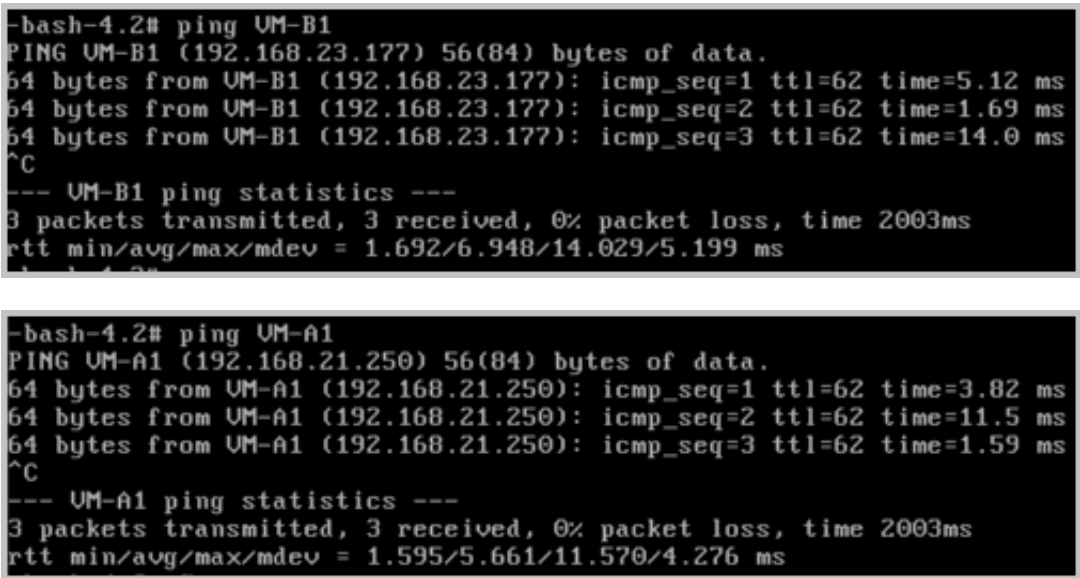 -bash-4.2# ping VM-B1
PING VM-B1 (192.168.23.177) 56(84) bytes of data.
64 bytes from VM-B1 (192.168.23.177): icmp_seq=1 ttl=62 time=5.12 ms
64 bytes from VM-B1 (192.168.23.177): icmp_seq=2 ttl=62 time=1.69 ms
64 bytes from VM-B1 (192.168.23.177): icmp_seq=3 ttl=62 time=14.0 ms
^C
--- VM-B1 ping statistics ---
3 packets transmitted, 3 received, 0% packet loss, time 2003ms
rtt min/avg/max/mdev = 1.692/6.948/14.029/5.199 ms
-bash-4.2# ping VM-A1
PING VM-A1 (192.168.21.250) 56(84) bytes of data.
64 bytes from VM-A1 (192.168.21.250): icmp_seq=1 ttl=62 time=3.82 ms
64 bytes from VM-A1 (192.168.21.250): icmp_seq=2 ttl=62 time=11.5 ms
64 bytes from VM-A1 (192.168.21.250): icmp_seq=3 ttl=62 time=1.59 ms
^C
--- VM-A1 ping statistics ---
3 packets transmitted, 3 received, 0% packet loss, time 2003ms
rtt min/avg/max/mdev = 1.595/5.661/11.570/4.276 ms